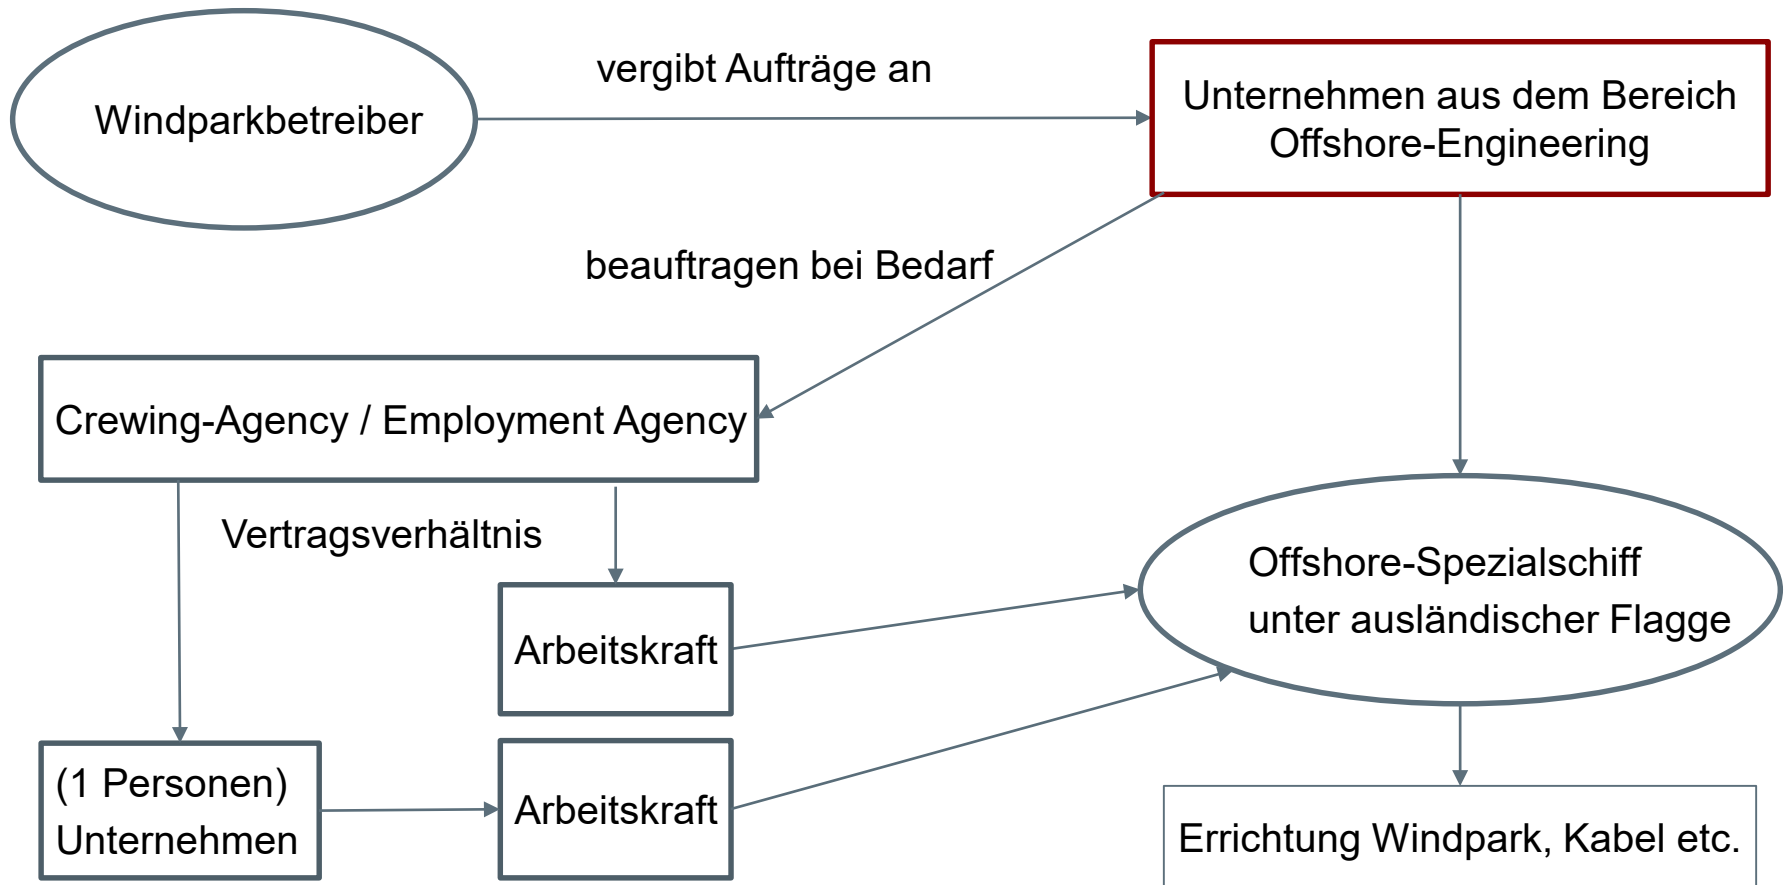 vergibt Aufträge an
Windparkbetreiber
Unternehmen aus dem Bereich
Offshore-Engineering
beauftragen bei Bedarf
Crewing-Agency / Employment Agency
Vertragsverhältnis
Offshore-Spezialschiff
unter ausländischer Flagge
Arbeitskraft
(1 Personen)
Unternehmen
Arbeitskraft
Errichtung Windpark, Kabel etc.